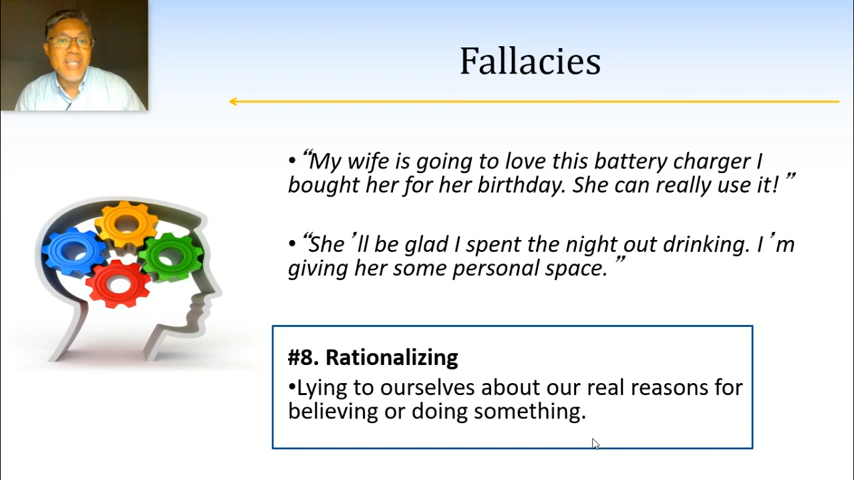 Fallacies
•“My wife is going to love this battery charger I
bought her for her birthday. She can really use it! ”
•“She ’ll be glad I spent the night out drinking. I ’m
giving her some personal space. ”
#8. Rationalizing
•Lying to ourselves about our real reasons for
believing or doing something.